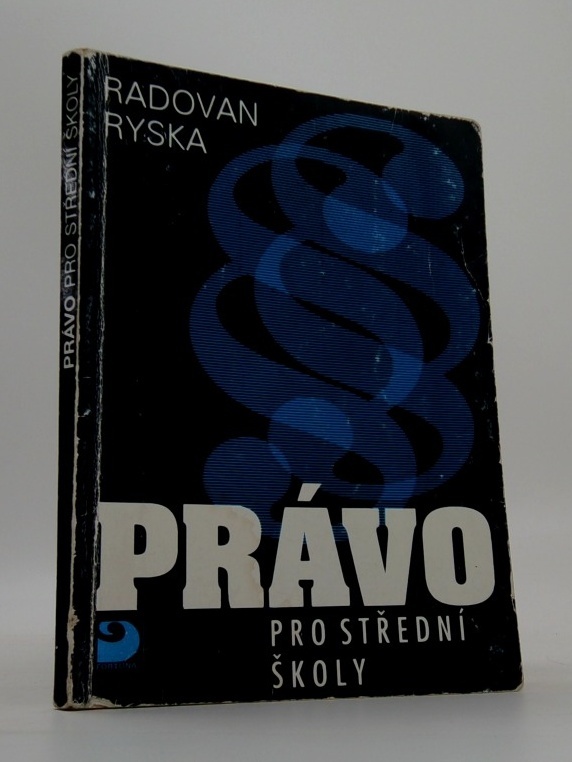 RADOVAN
RYSKA
PRÁVO
PRO STŘEDNÍ
ŠKOLY
PRÁVO PRO STŘEDNÍ ŠKOLY